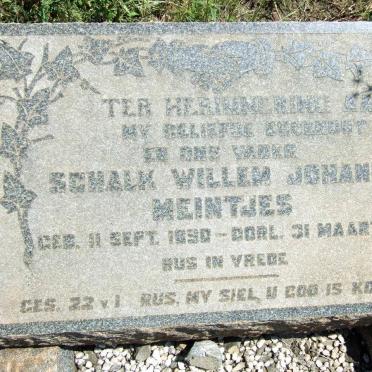 TER HERINNERING
MY GELIEFDE EGGENOOT
EN ONS VADER
SCHALK WILLEM JOHAN
MEINTJES
GEB. 11 SEPT. 1890 - OORL. 31 MAART
RUS IN VREDE
GES. 22 v 1 RUS, MY SIEL, U GOD IS KO